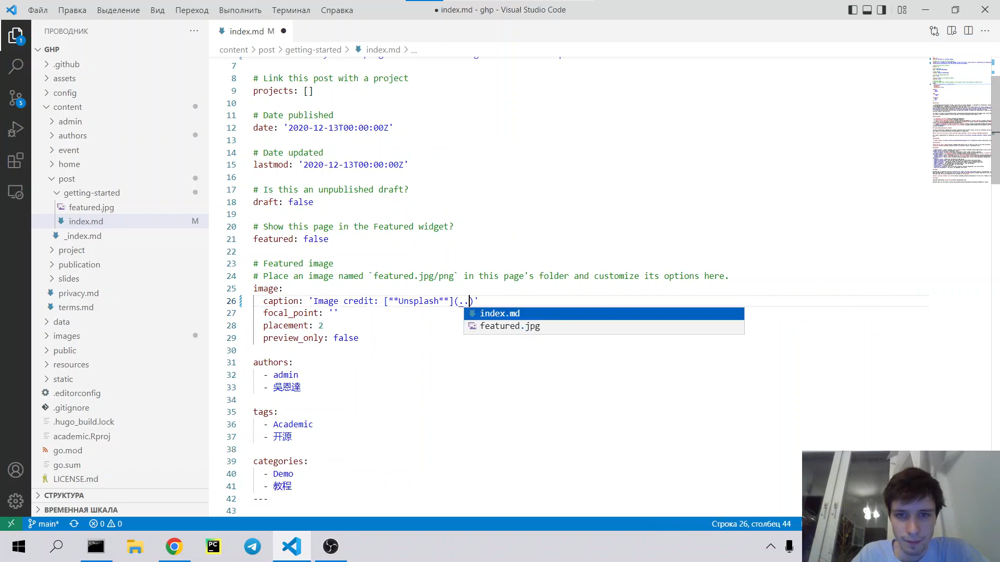 Файл Правка Выделение Вид Переход Выполнить Терминал Справка
● index.md - ghp - Visual Studio Code
ПРОВОДНИК
GHP
.github
assets
config
content
admin
authors
event
home
post
getting-started
featured.jpg
index.md M
_index.md
project
publication
slides
privacy.md
terms.md
data
images
public
resources
static
.editorconfig
.gitignore
.hugo_build.lock
academic.Rproj
go.mod
go.sum
LICENSE.md
СТРУКТУРА
ВРЕМЕННАЯ ШКАЛА
1
5
index.md M ●
content > post > getting-started > index.md > ...
7
8 # Link this post with a project
9 projects: []
10
11 # Date published
12 date: '2020-12-13T00:00:00Z'
13
14 # Date updated
15 lastmod: '2020-12-13T00:00:00Z'
16
17 # Is this an unpublished draft?
18 draft: false
19
20 # Show this page in the Featured widget?
21 featured: false
22
23 # Featured image
24 # Place an image named `featured.jpg/png` in this page's folder and customize its options here.
25 image:
26 caption: 'Image credit: [**Unsplash**](..)'
27 focal_point: ''
28 placement: 2
29 preview_only: false
30
31 authors:
32 - admin
33 - 吳恩達
34
35 tags:
36 - Academic
37 - 开源
38
39 categories:
40 - Demo
41 - 教程
42 ---
43
index.md
featured.jpg
main* 0 0
Строка 26, столбец 44
PC